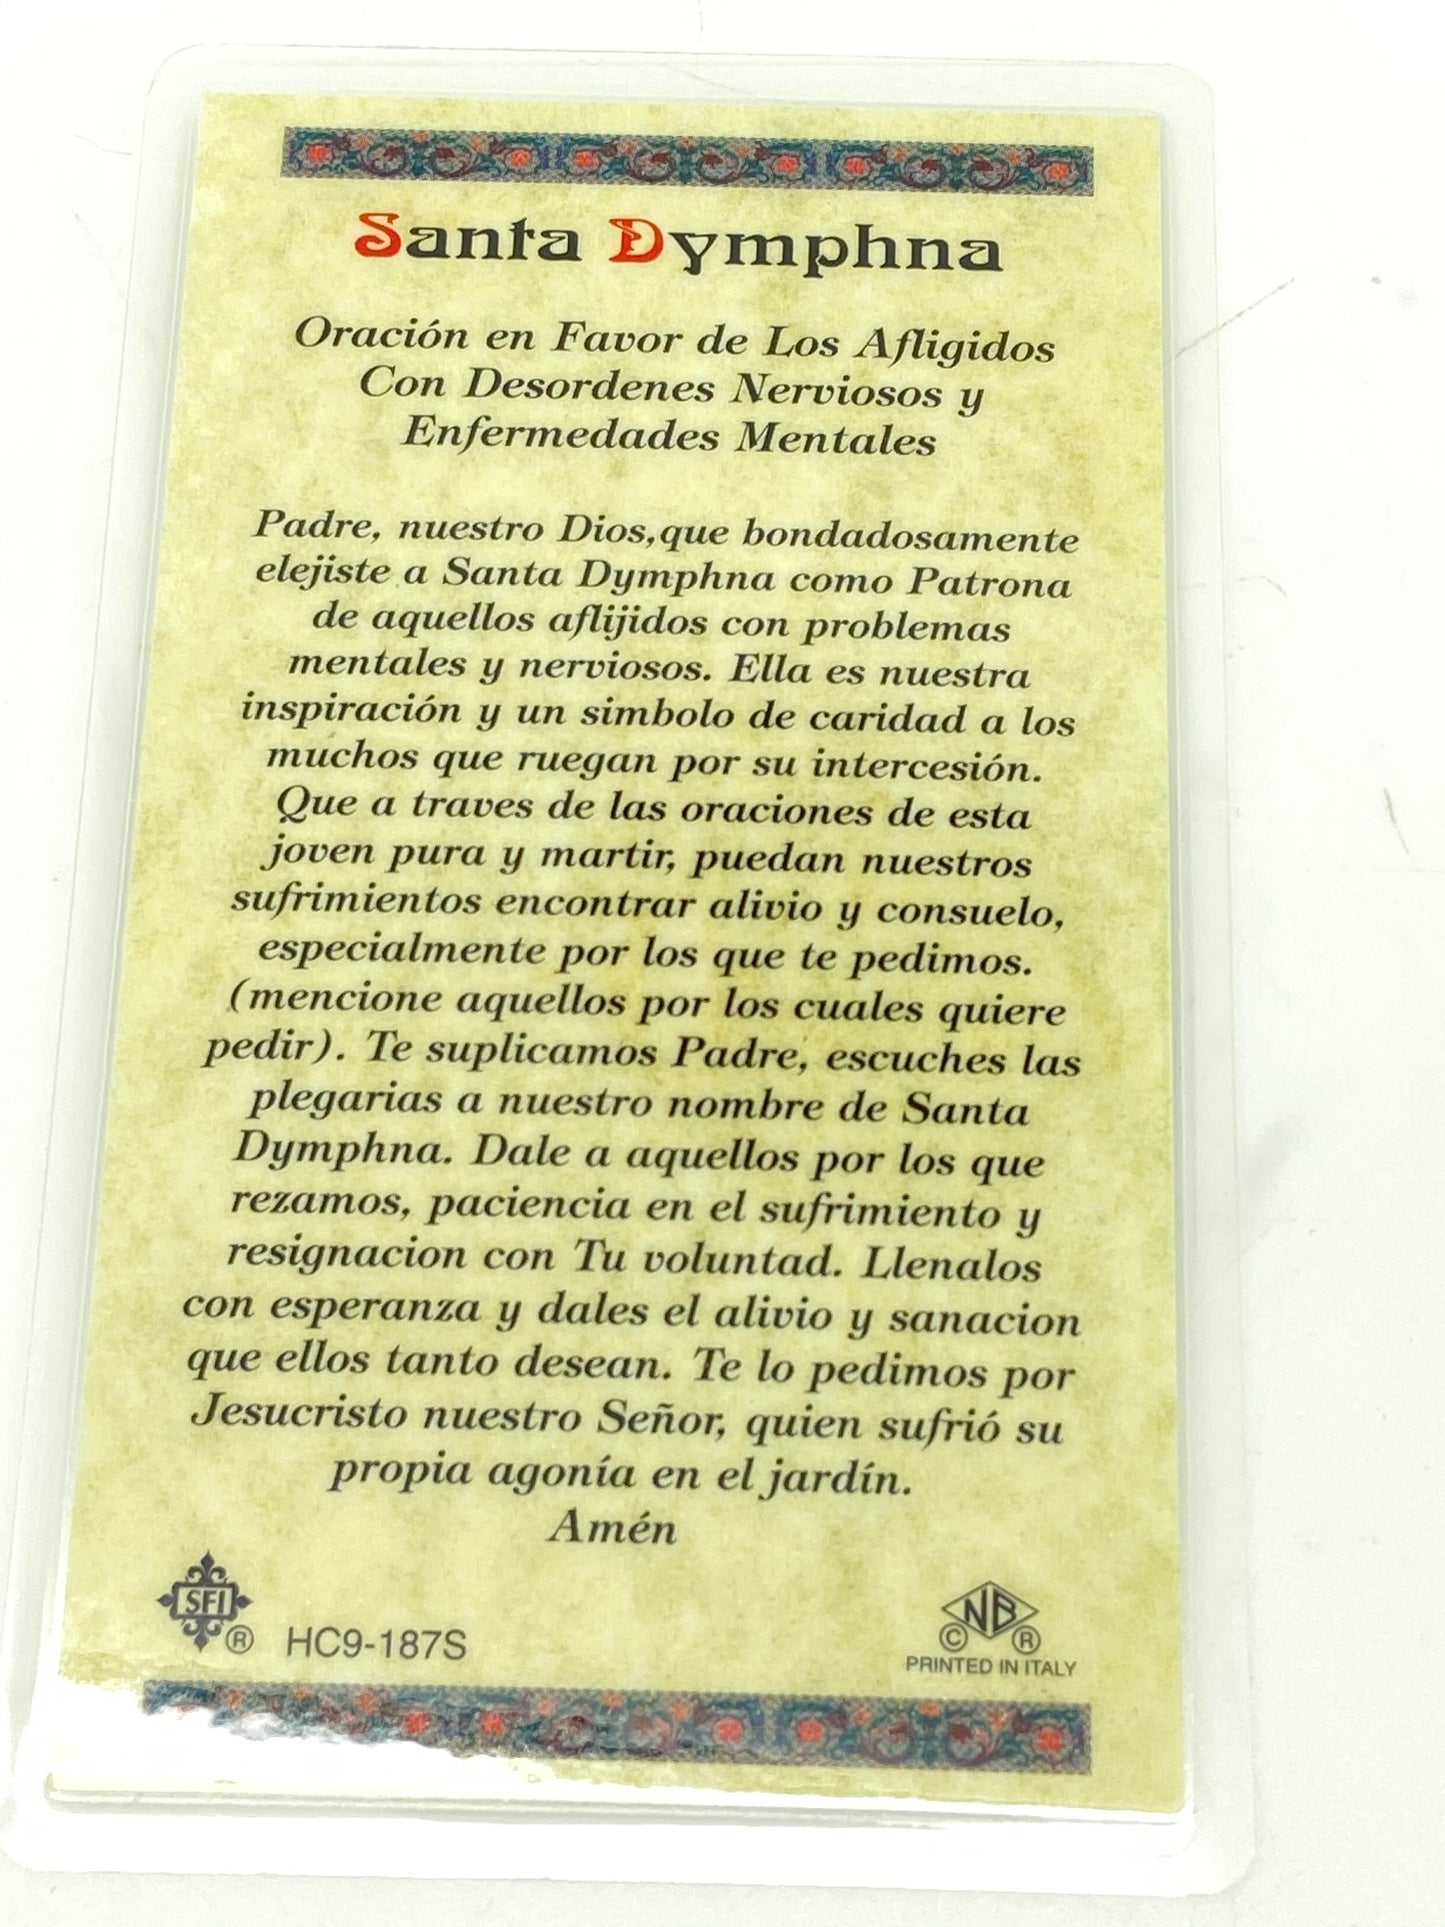 Santa Dymphna
Oración en Favor de Los Afligidos
Con Desordenes Nerviosos y
Enfermedades Mentales
Padre, nuestro Dios,que bondadosamente
elejiste a Santa Dymphna como Patrona
de aquellos aflijidos con problemas
mentales y nerviosos. Ella es nuestra
inspiración y un simbolo de caridad a los
muchos que ruegan por su intercesión.
Que a traves de las oraciones de esta
joven pura y martir, puedan nuestros
sufrimientos encontrar alivio y consuelo,
especialmente por los que te pedimos.
(mencione aquellos por los cuales quiere
pedir). Te suplicamos Padre, escuches las
plegarias a nuestro nombre de Santa
Dymphna. Dale a aquellos por los que
rezamos, paciencia en el sufrimiento y
resignacion con Tu voluntad. Llenalos
con esperanza y dales el alivio y sanacion
que ellos tanto desean. Te lo pedimos por
Jesucristo nuestro Señor, quien sufrió su
propia agonía en el jardín.
Amén
SFI ® HC9-187S
NB
© ®
PRINTED IN ITALY